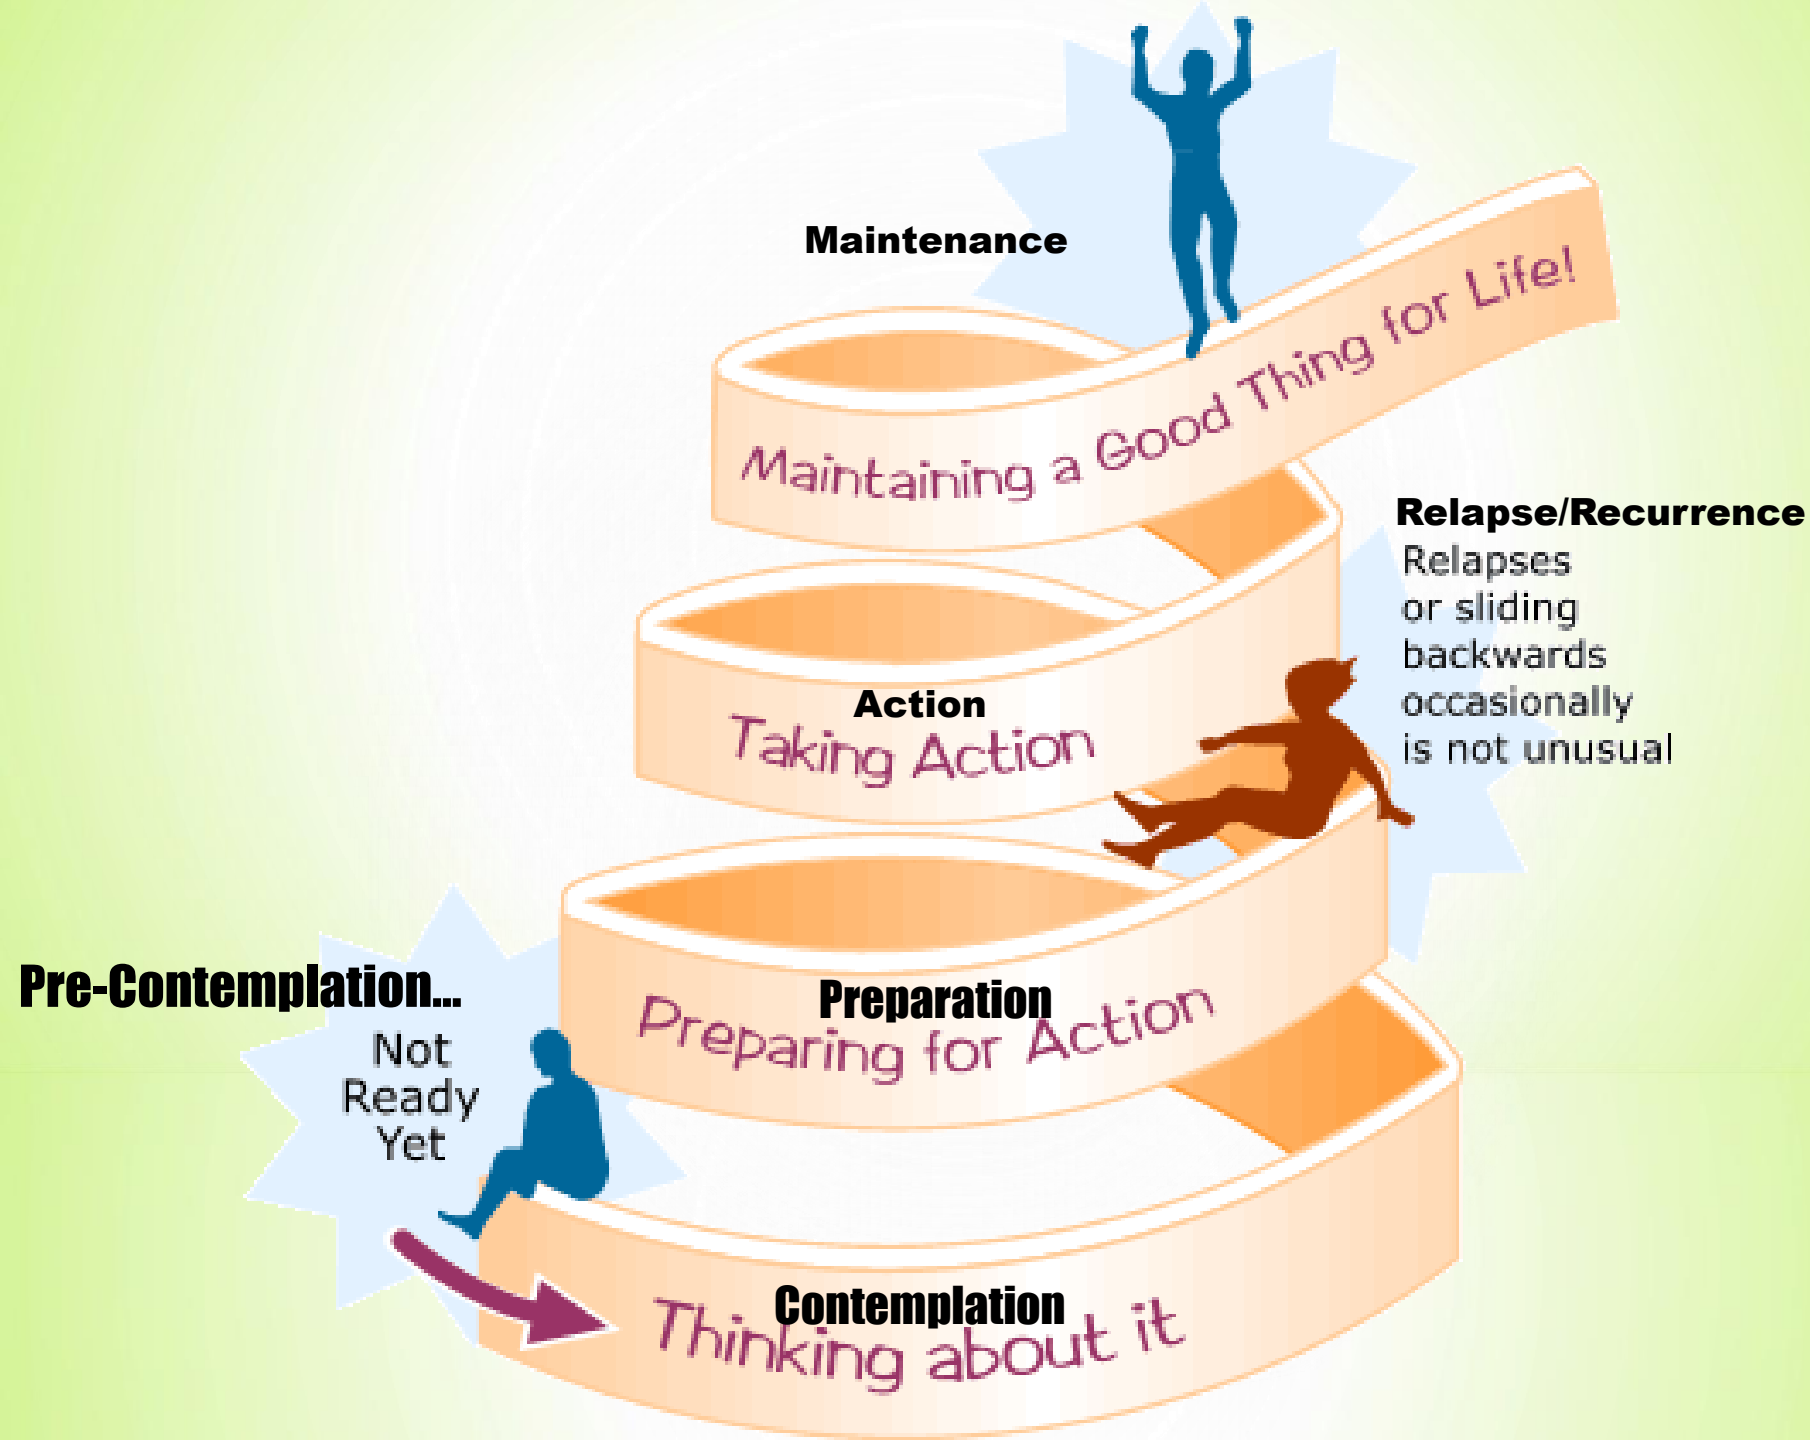 Maintenance
Maintaining a Good Thing for Life!
Relapse/Recurrence
Relapses
or sliding
backwards
occasionally
is not unusual
Action
Taking Action
Preparation
Preparing for Action
Pre-Contemplation...
Not
Ready
Yet
Contemplation
Thinking about it